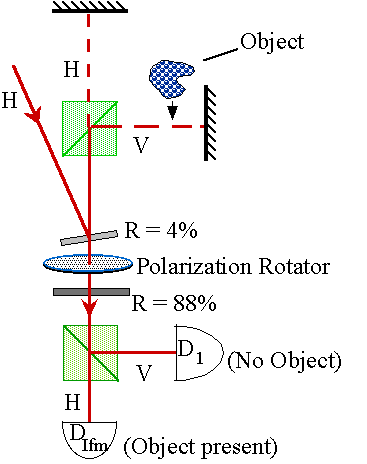 Object
H
H
V
R = 4%
Polarization Rotator
R = 88%
D1
(No Object)
V
H
DIfm
(Object present)